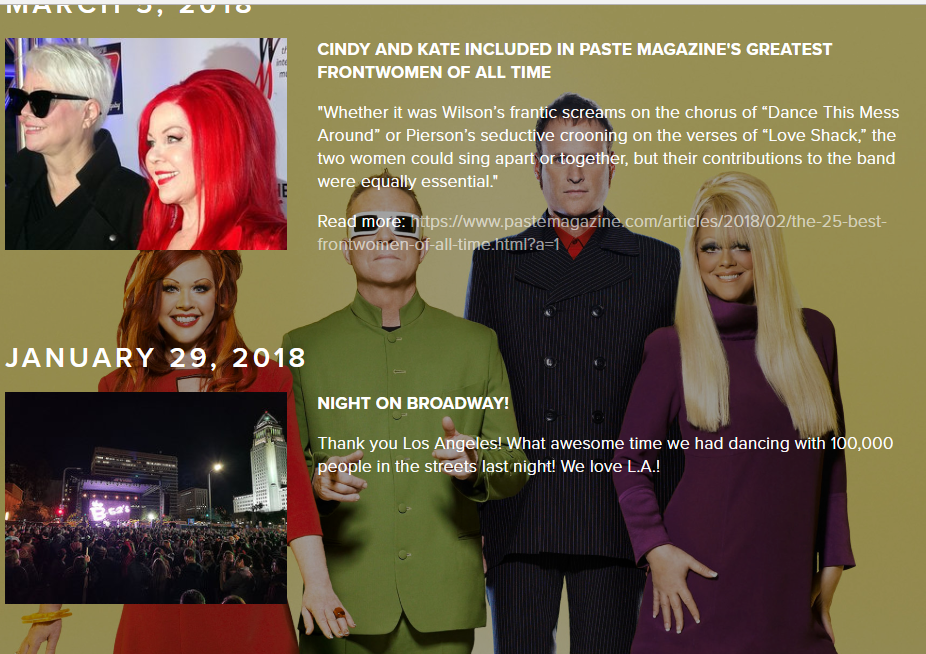 MARCH 5, 2018
CINDY AND KATE INCLUDED IN PASTE MAGAZINE'S GREATEST
FRONTWOMEN OF ALL TIME
"Whether it was Wilson's frantic screams on the chorus of “Dance This Mess
Around” or Pierson's seductive crooning on the verses of “Love Shack,” the
two women could sing apart or together, but their contributions to the band
were equally essential."
Read more: https://www.pastemagazine.com/articles/2018/02/the-25-best-
frontwomen-of-all-time.html?a=1
JANUARY 29, 2018
NIGHT ON BROADWAY!
Thank you Los Angeles! What awesome time we had dancing with 100,000
people in the streets last night! We love L.A.!